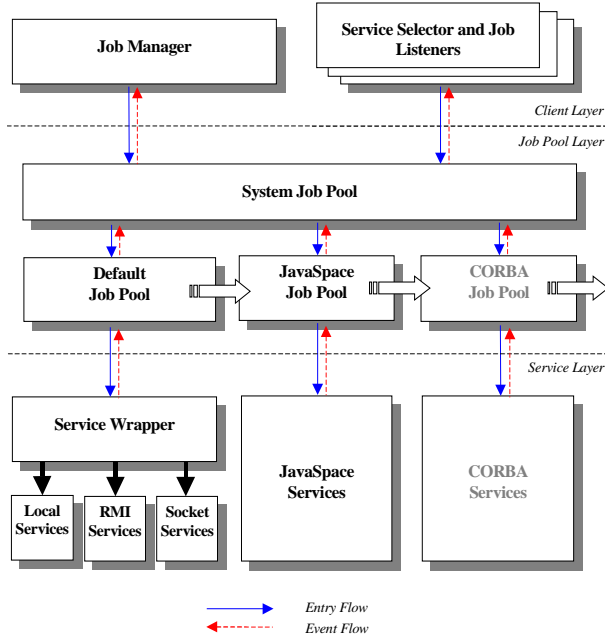 Job Manager
Service Selector and Job
Listeners
Client Layer
Job Pool Layer
System Job Pool
Default
Job Pool
JavaSpace
Job Pool
CORBA
Job Pool
Service Layer
Service Wrapper
JavaSpace
Services
CORBA
Services
Local
Services
RMI
Services
Socket
Services
Entry Flow
Event Flow